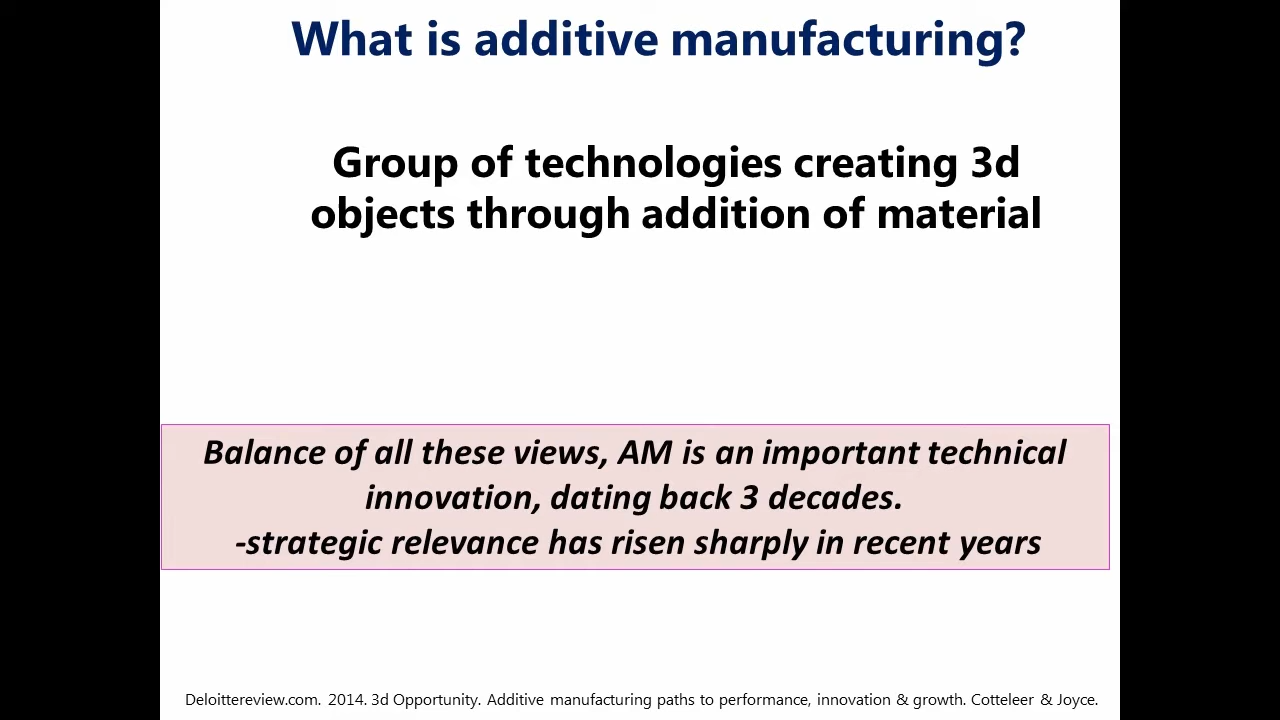 What is additive manufacturing?
Group of technologies creating 3d
objects through addition of material
Balance of all these views, AM is an important technical
innovation, dating back 3 decades.
-strategic relevance has risen sharply in recent years
Deloittereview.com. 2014. 3d Opportunity. Additive manufacturing paths to performance, innovation & growth. Cotteleer & Joyce.